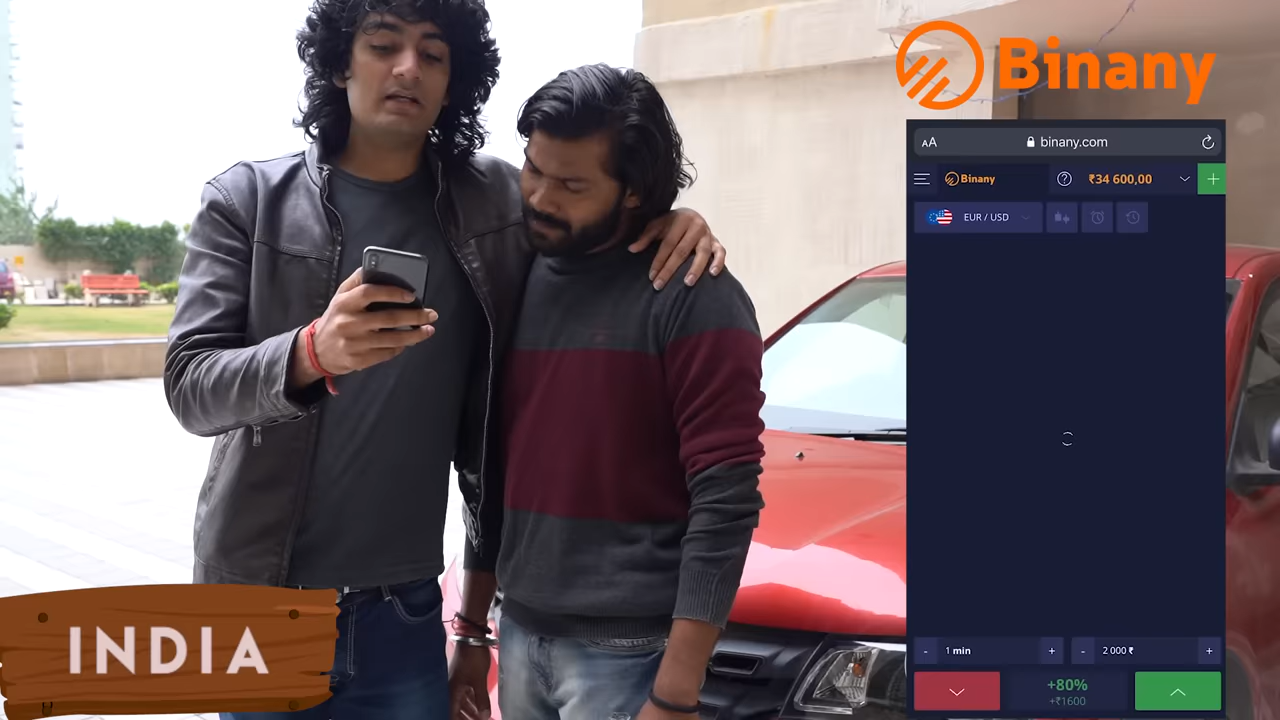 Binany
AA binany.com
Binany ? ₹34 600,00 +
EUR / USD
- 1 min + - 2 000 ₹ +
+80%
+₹1600
INDIA